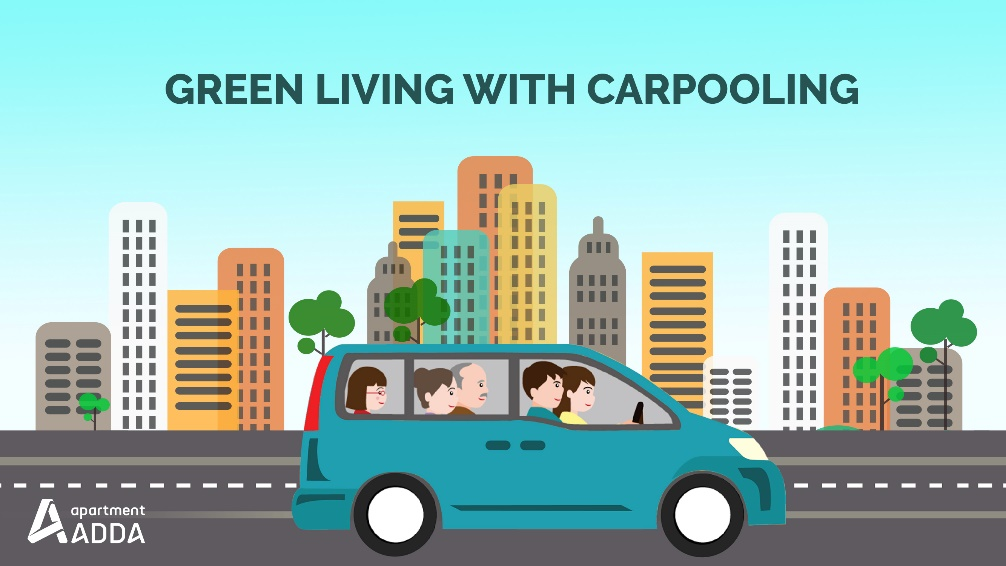 GREEN LIVING WITH CARPOOLING
apartment
ADDA